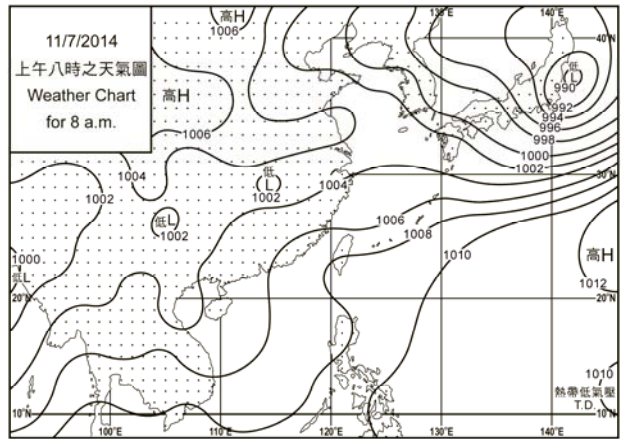 11/7/2014
上午八時之天氣圖
Weather Chart
for 8 a.m.
高H
1006
130°E
140°E
40°N
低
L
990
992
994
996
998
1000
1002
高H
1006
1004
1002
低
L
1002
1004
30°N
低L
1002
1006
1008
1010
高H
1012
1000
低L
20°N
20°N
1010
熱帶低氣壓
T.D.
10°N
10°N
100°E
110°E
120°E
130°E
140°E